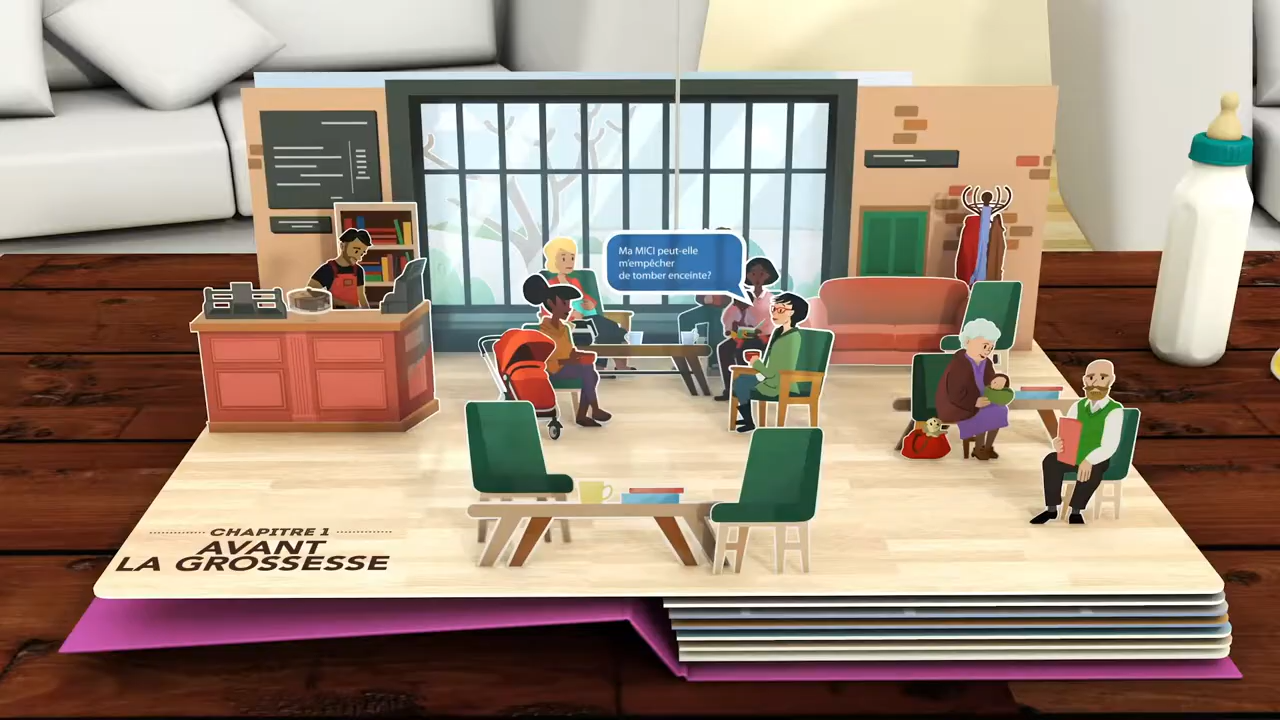 Ma MICI peut-elle
m'empêcher
de tomber enceinte?
CHAPITRE 1
AVANT
LA GROSSESSE